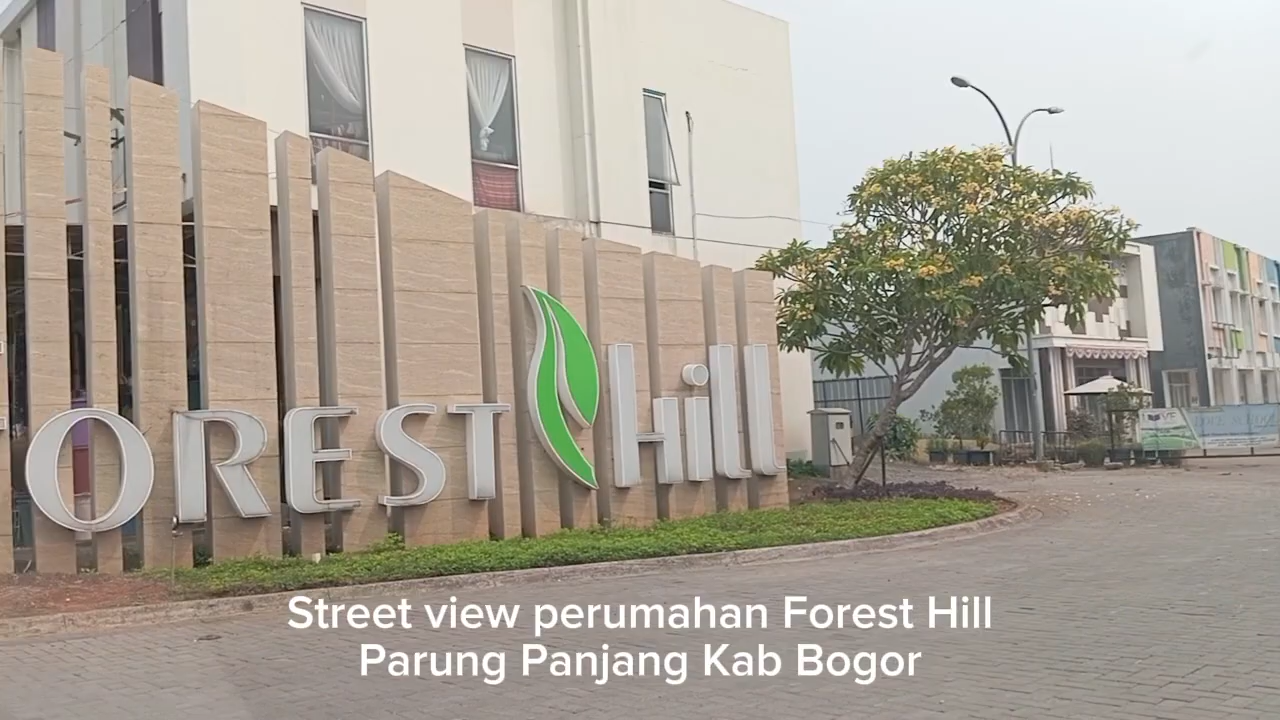 FOREST Hill
Street view perumahan Forest Hill
Parung Panjang Kab Bogor